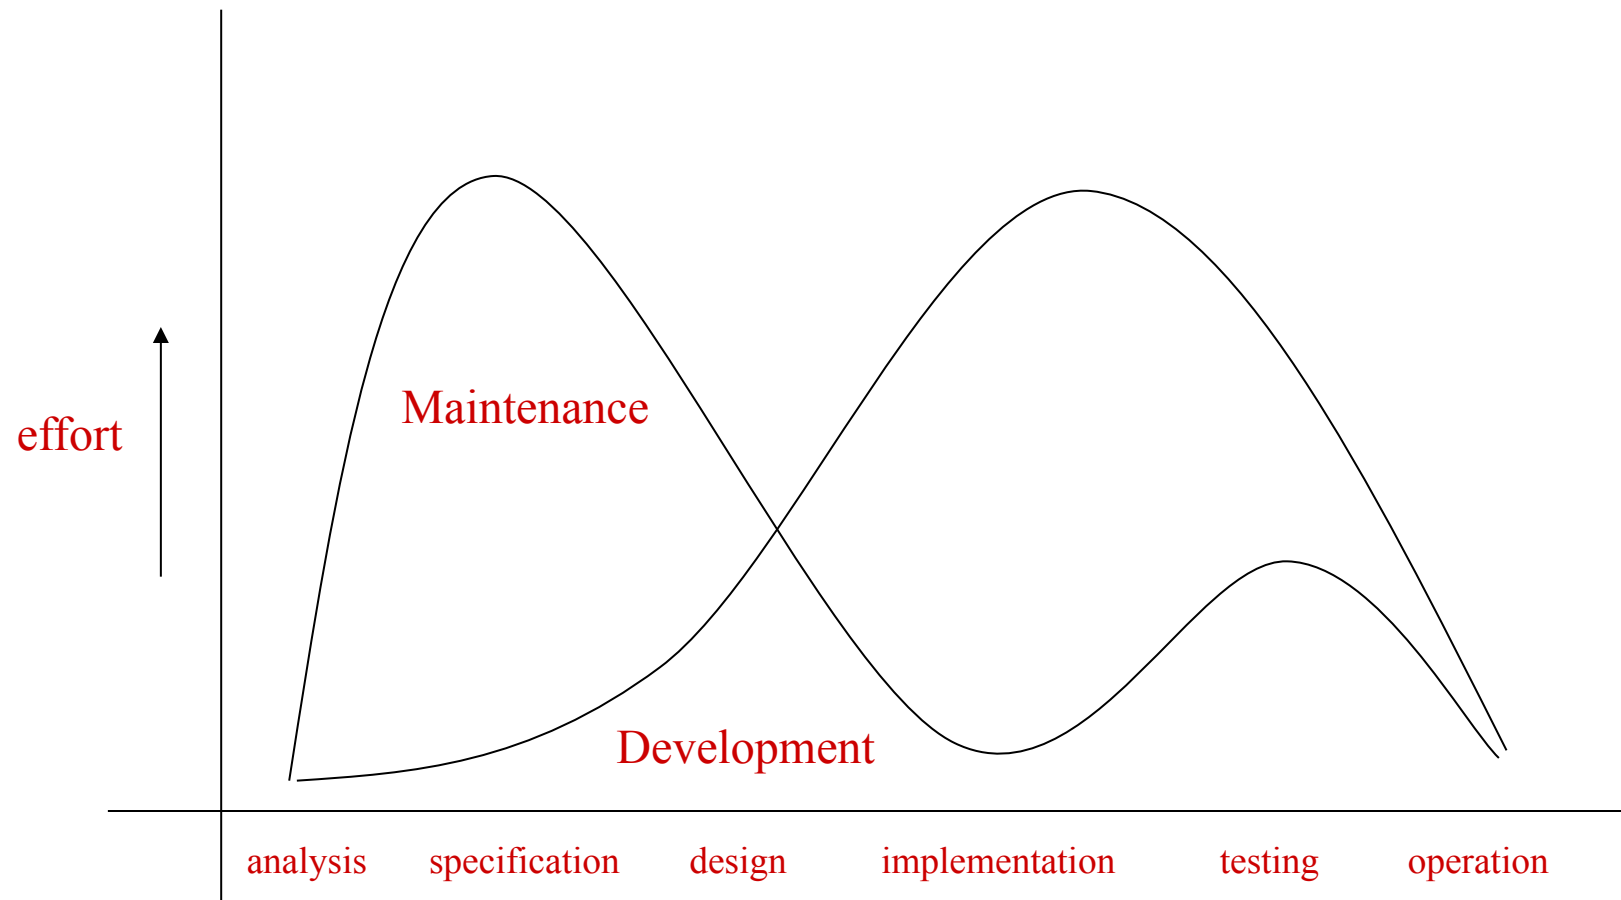 Maintenance
effort
Development
analysis specification design implementation testing operation